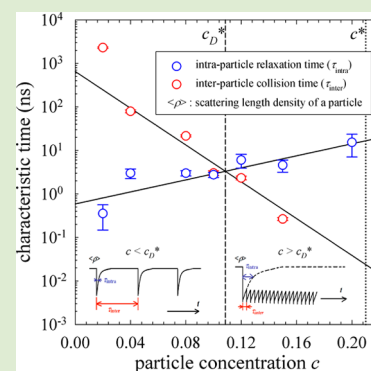 c_D*
c*
intra-particle relaxation time (τ_intra)
inter-particle collision time (τ_inter)
<ρ> : scattering length density of a particle
characteristic time (ns)
10^4
10^3
10^2
10^1
10^0
10^-1
10^-2
10^-3
<ρ>
c < c_D*
τ_intra
τ_inter
t
<ρ>
c > c_D*
τ_intra
τ_inter
t
0.00 0.04 0.08 0.12 0.16 0.20
particle concentration c